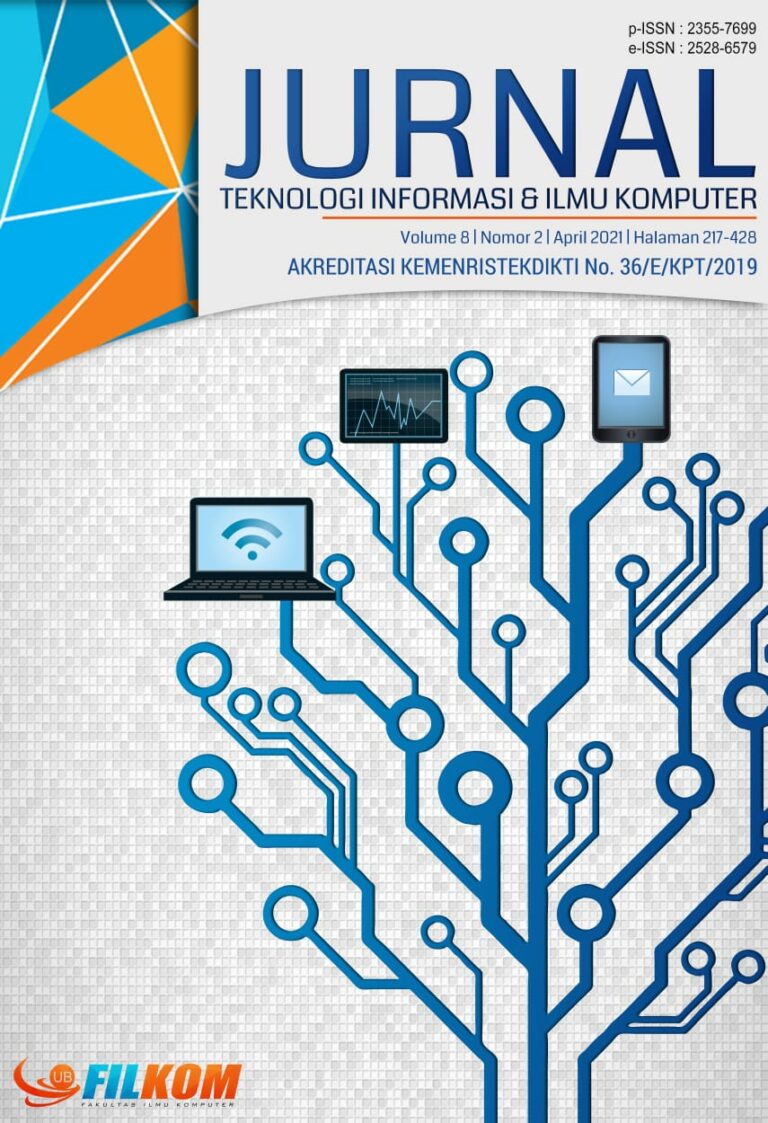 p-ISSN : 2355-7699
e-ISSN : 2528-6579
JURNAL
TEKNOLOGI INFORMASI & ILMU KOMPUTER
Volume 8 | Nomor 2 | April 2021 | Halaman 217-428
AKREDITASI KEMENRISTEKDIKTI No. 36/E/KPT/2019
UB
FILKOM
FAKULTAS ILMU KOMPUTER